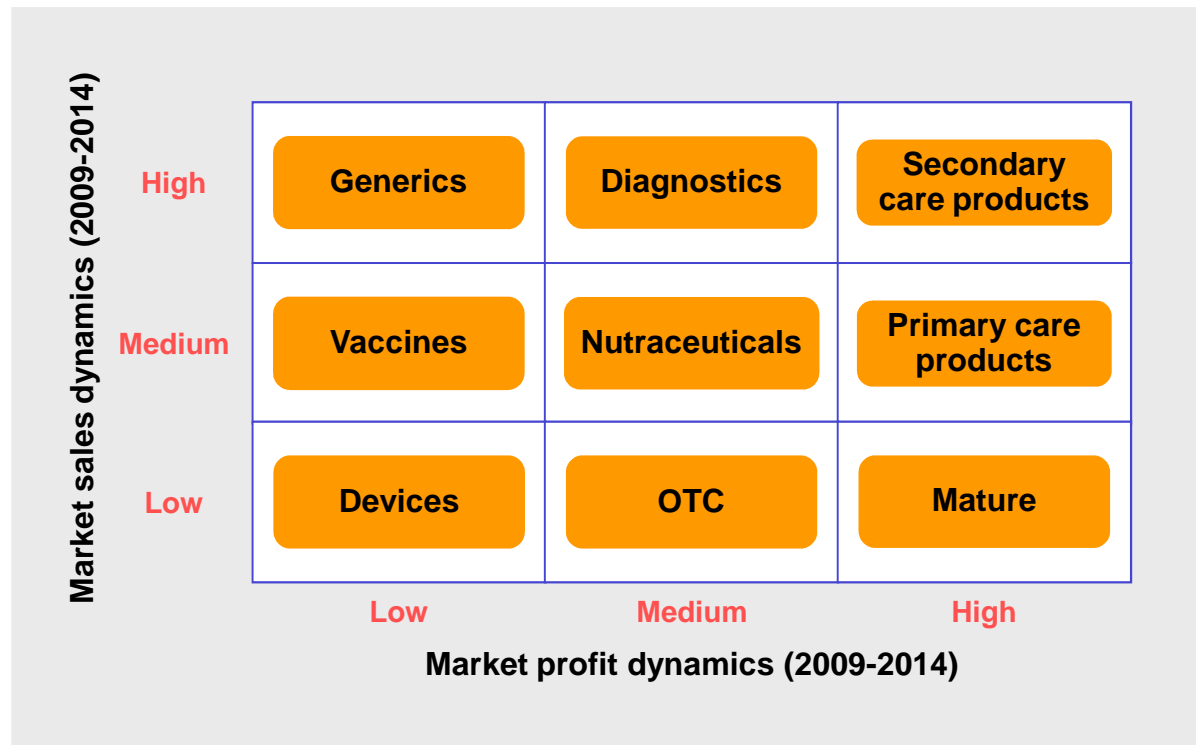 Market sales dynamics (2009-2014)
High
Generics
Diagnostics
Secondary
care products
Medium
Vaccines
Nutraceuticals
Primary care
products
Low
Devices
OTC
Mature
Low
Medium
High
Market profit dynamics (2009-2014)